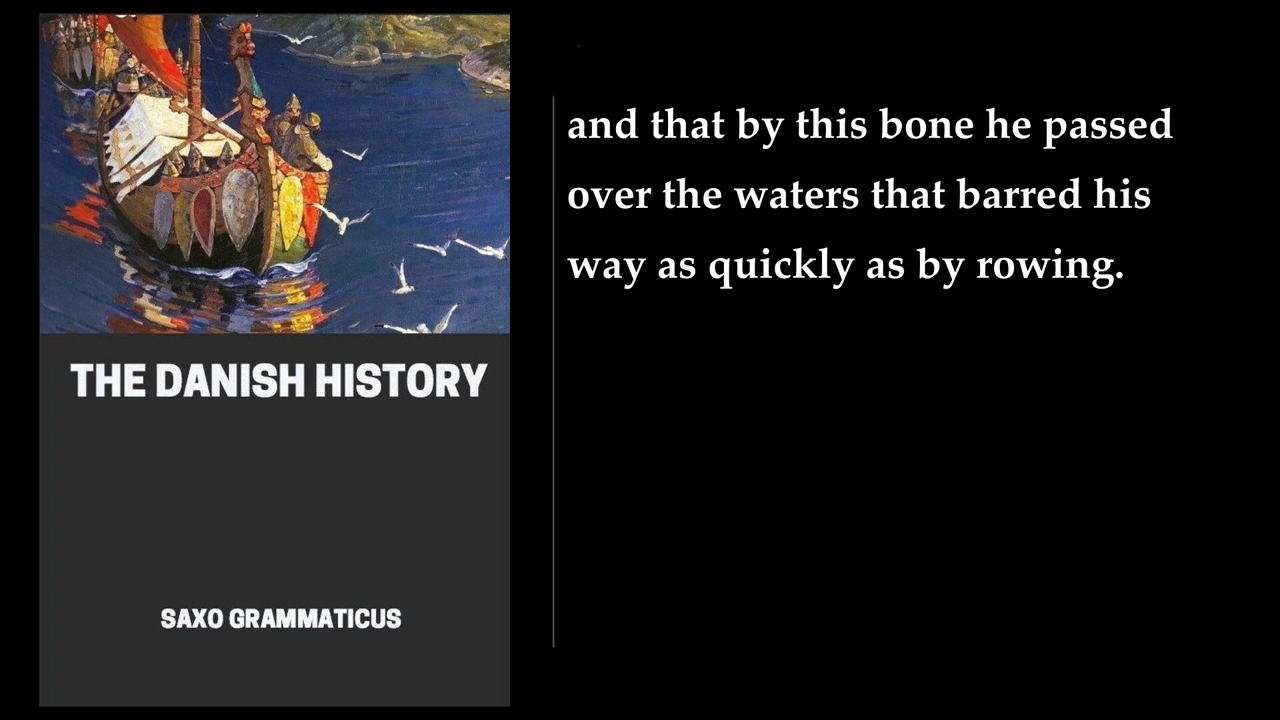 THE DANISH HISTORY
SAXO GRAMMATICUS
and that by this bone he passed
over the waters that barred his
way as quickly as by rowing.